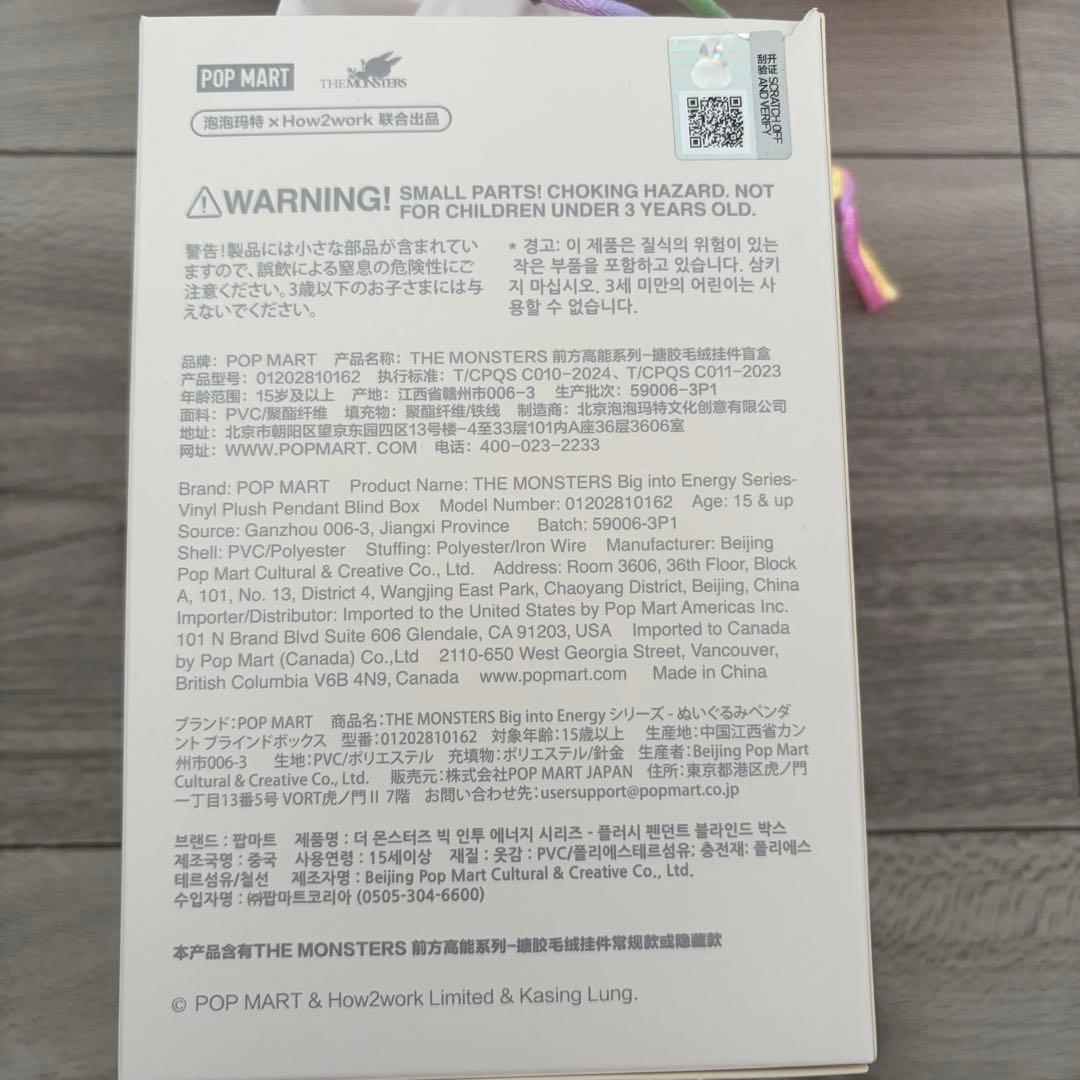 POP MART
THE MONSTERS
泡泡玛特 × How2work 联合出品
刮开验证 SCRATCH OFF AND VERIFY
WARNING! SMALL PARTS! CHOKING HAZARD. NOT
FOR CHILDREN UNDER 3 YEARS OLD.
警告!製品には小さな部品が含まれてい
ますので、誤飲による窒息の危険性にご
注意ください。3歳以下のお子さまには与
えないでください。
* 경고: 이 제품은 질식의 위험이 있는
작은 부품을 포함하고 있습니다. 삼키
지 마십시오. 3세 미만의 어린이는 사
용할 수 없습니다.
品牌: POP MART 产品名称: THE MONSTERS 前方高能系列-搪胶毛绒挂件盲盒
产品型号: 01202810162 执行标准: T/CPQS C010-2024、T/CPQS C011-2023
年龄范围: 15岁及以上 产地: 江西省赣州市006-3 生产批次: 59006-3P1
面料: PVC/聚酯纤维 填充物: 聚酯纤维/铁线 制造商: 北京泡泡玛特文化创意有限公司
地址: 北京市朝阳区望京东园四区13号楼-4至33层101内A座36层3606室
网址: WWW.POPMART. COM 电话: 400-023-2233
Brand: POP MART Product Name: THE MONSTERS Big into Energy Series-
Vinyl Plush Pendant Blind Box Model Number: 01202810162 Age: 15 & up
Source: Ganzhou 006-3, Jiangxi Province Batch: 59006-3P1
Shell: PVC/Polyester Stuffing: Polyester/Iron Wire Manufacturer: Beijing
Pop Mart Cultural & Creative Co., Ltd. Address: Room 3606, 36th Floor, Block
A, 101, No. 13, District 4, Wangjing East Park, Chaoyang District, Beijing, China
Importer/Distributor: Imported to the United States by Pop Mart Americas Inc.
101 N Brand Blvd Suite 606 Glendale, CA 91203, USA Imported to Canada
by Pop Mart (Canada) Co.,Ltd 2110-650 West Georgia Street, Vancouver,
British Columbia V6B 4N9, Canada www.popmart.com Made in China
ブランド:POP MART 商品名:THE MONSTERS Big into Energy シリーズ - ぬいぐるみペンダ
ント ブラインドボックス 型番:01202810162 対象年齢:15歳以上 生産地:中国江西省カン
州市006-3 生地:PVC/ポリエステル 充填物:ポリエステル/針金 生産者:Beijing Pop Mart
Cultural & Creative Co., Ltd. 販売元:株式会社POP MART JAPAN 住所:東京都港区虎ノ門
一丁目13番5号 VORT虎ノ門Ⅱ 7階 お問い合わせ先:usersupport@popmart.co.jp
브랜드 : 팝마트 제품명 : 더 몬스터즈 빅 인투 에너지 시리즈 - 플러시 펜던트 블라인드 박스
제조국명 : 중국 사용연령 : 15세이상 재질 : 옷감 : PVC/폴리에스테르섬유; 충전재: 폴리에스
테르섬유/철선 제조자명 : Beijing Pop Mart Cultural & Creative Co., Ltd.
수입자명 : ㈜팝마트코리아 (0505-304-6600)
本产品含有THE MONSTERS 前方高能系列-搪胶毛绒挂件常规款或隐藏款
© POP MART & How2work Limited & Kasing Lung.